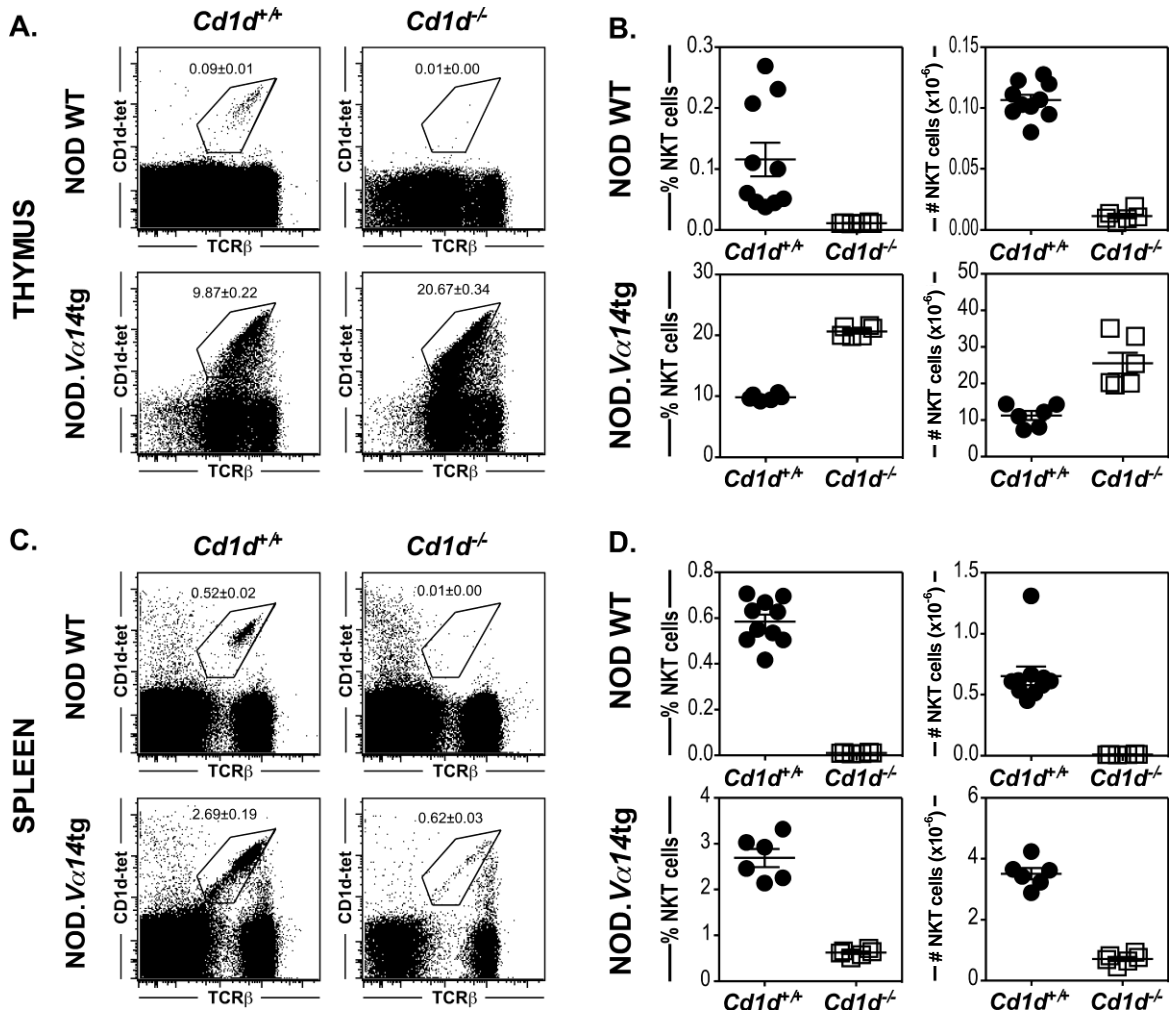 A.
Cd1d+/+
Cd1d-/-
B.
THYMUS
NOD WT
CD1d-tet
0.09±0.01
TCRβ
CD1d-tet
0.01±0.00
TCRβ
NOD WT
% NKT cells
0.3
0.2
0.1
0.0
Cd1d+/+
Cd1d-/-
# NKT cells (x10-6)
0.15
0.10
0.05
0.00
Cd1d+/+
Cd1d-/-
NOD.Vα14tg
CD1d-tet
9.87±0.22
TCRβ
CD1d-tet
20.67±0.34
TCRβ
NOD.Vα14tg
% NKT cells
30
20
10
0
Cd1d+/+
Cd1d-/-
# NKT cells (x10-6)
50
40
30
20
10
0
Cd1d+/+
Cd1d-/-
C.
Cd1d+/+
Cd1d-/-
D.
SPLEEN
NOD WT
CD1d-tet
0.52±0.02
TCRβ
CD1d-tet
0.01±0.00
TCRβ
NOD WT
% NKT cells
0.8
0.6
0.4
0.2
0.0
Cd1d+/+
Cd1d-/-
# NKT cells (x10-6)
1.5
1.0
0.5
0.0
Cd1d+/+
Cd1d-/-
NOD.Vα14tg
CD1d-tet
2.69±0.19
TCRβ
CD1d-tet
0.62±0.03
TCRβ
NOD.Vα14tg
% NKT cells
4
3
2
1
0
Cd1d+/+
Cd1d-/-
# NKT cells (x10-6)
6
4
2
0
Cd1d+/+
Cd1d-/-